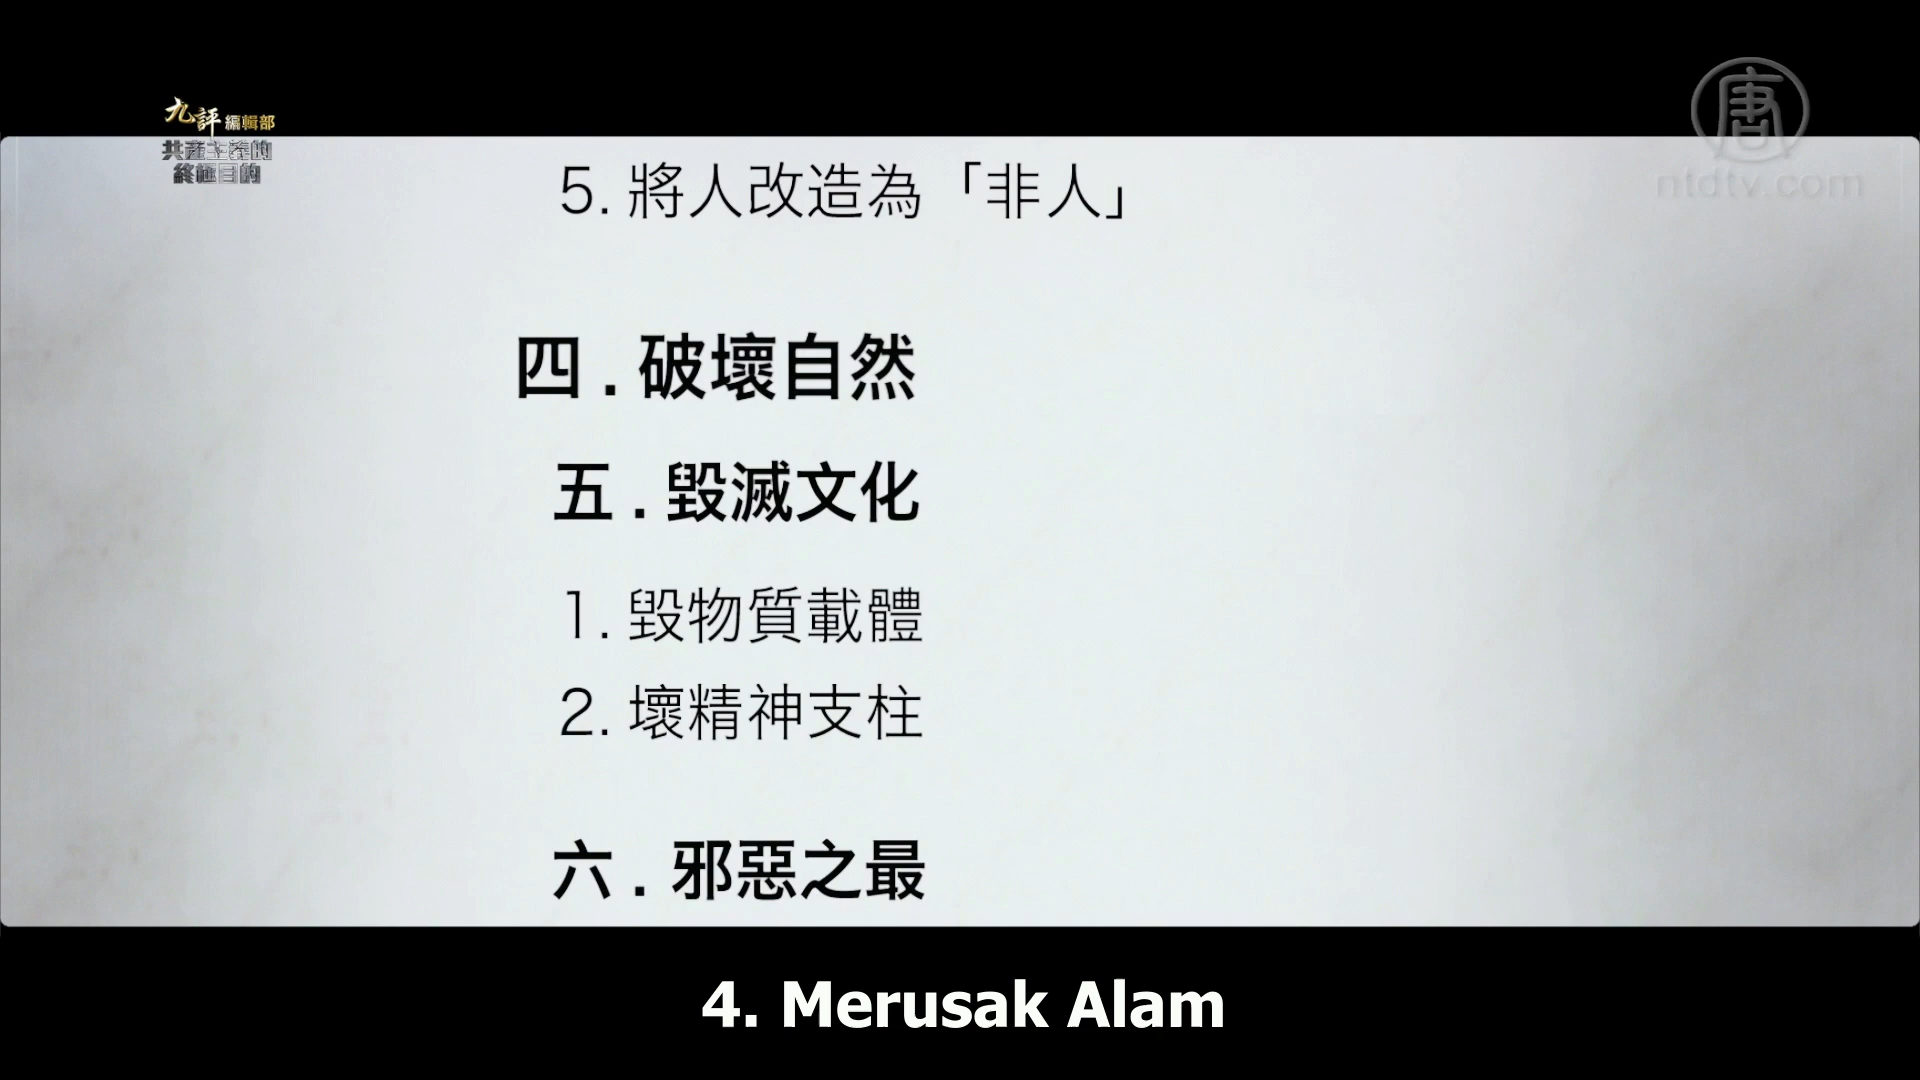 九評編輯部
共產主義的
終極目的
唐
ntdtv.com
5. 將人改造為「非人」
四 . 破壞自然
五 . 毀滅文化
1. 毀物質載體
2. 壞精神支柱
六 . 邪惡之最
4. Merusak Alam